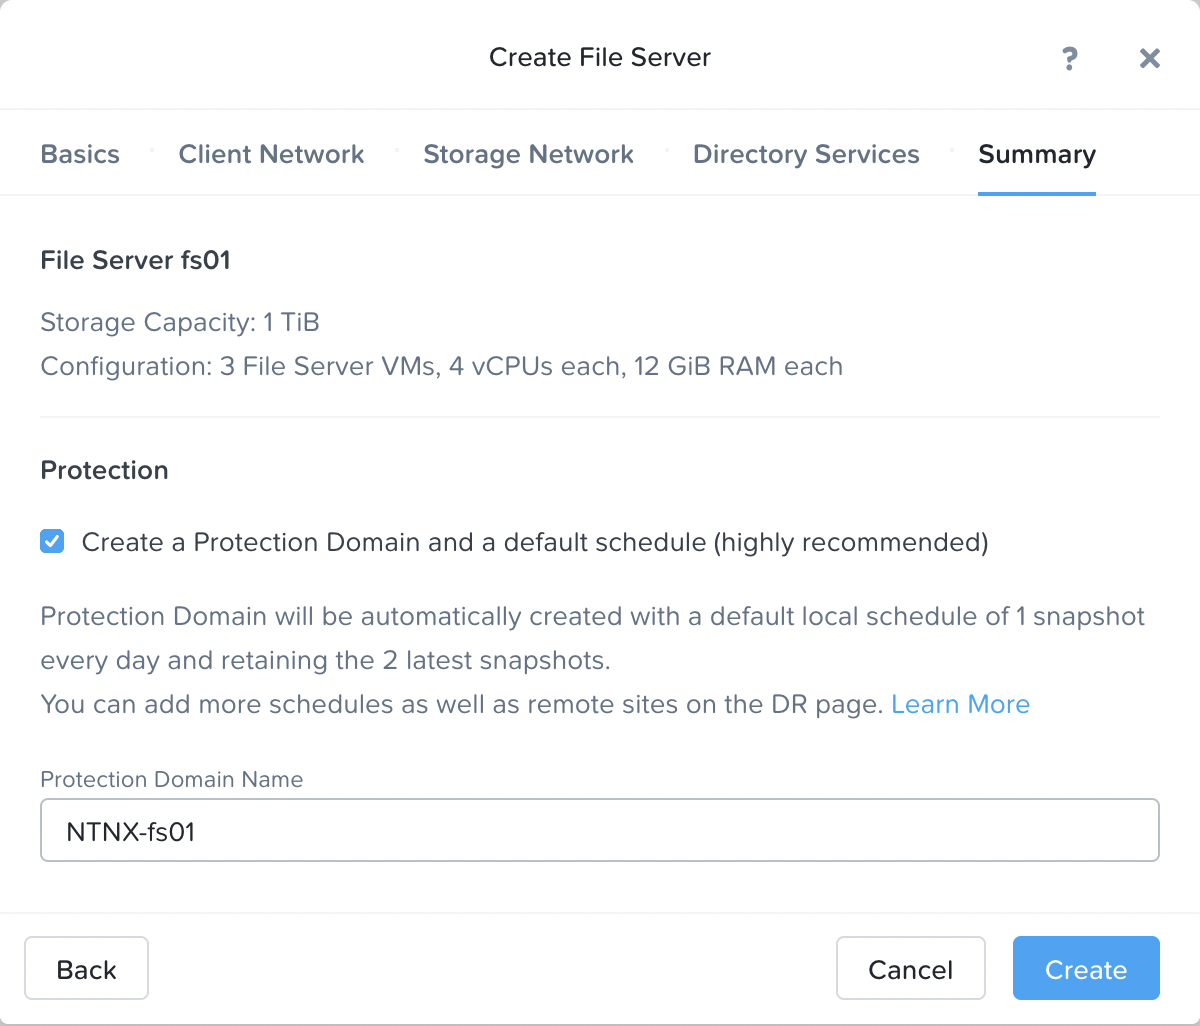 Create File Server
?
Basics
Client Network
Storage Network
Directory Services
Summary
File Server fs01
Storage Capacity: 1 TiB
Configuration: 3 File Server VMs, 4 vCPUs each, 12 GiB RAM each
Protection
Create a Protection Domain and a default schedule (highly recommended)
Protection Domain will be automatically created with a default local schedule of 1 snapshot
every day and retaining the 2 latest snapshots.
You can add more schedules as well as remote sites on the DR page. Learn More
Protection Domain Name
NTNX-fs01
Back
Cancel
Create